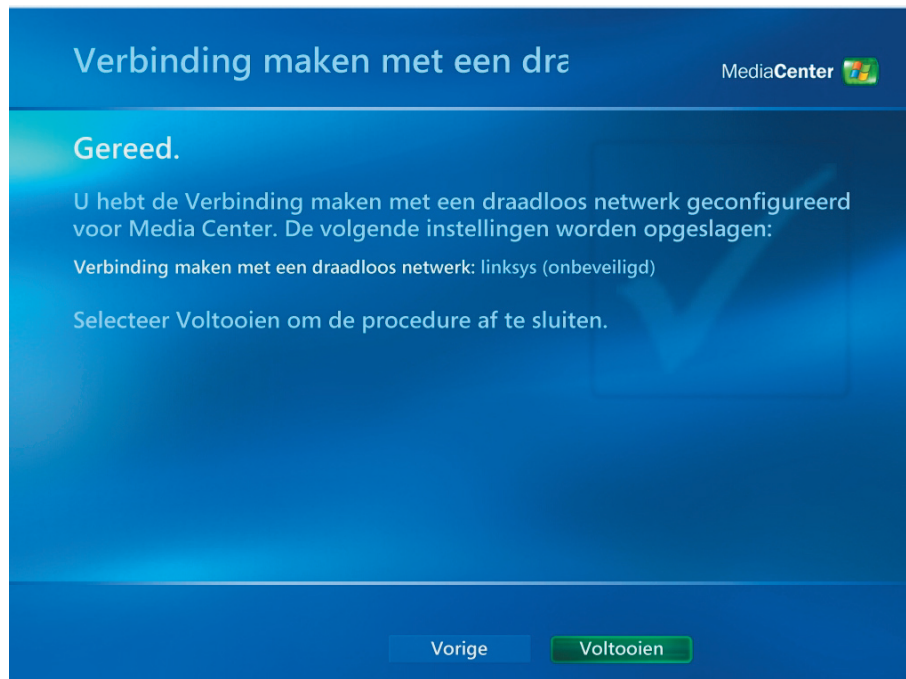 Verbinding maken met een dra
MediaCenter
Gereed.
U hebt de Verbinding maken met een draadloos netwerk geconfigureerd
voor Media Center. De volgende instellingen worden opgeslagen:
Verbinding maken met een draadloos netwerk: linksys (onbeveiligd)
Selecteer Voltooien om de procedure af te sluiten.
Vorige
Voltooien